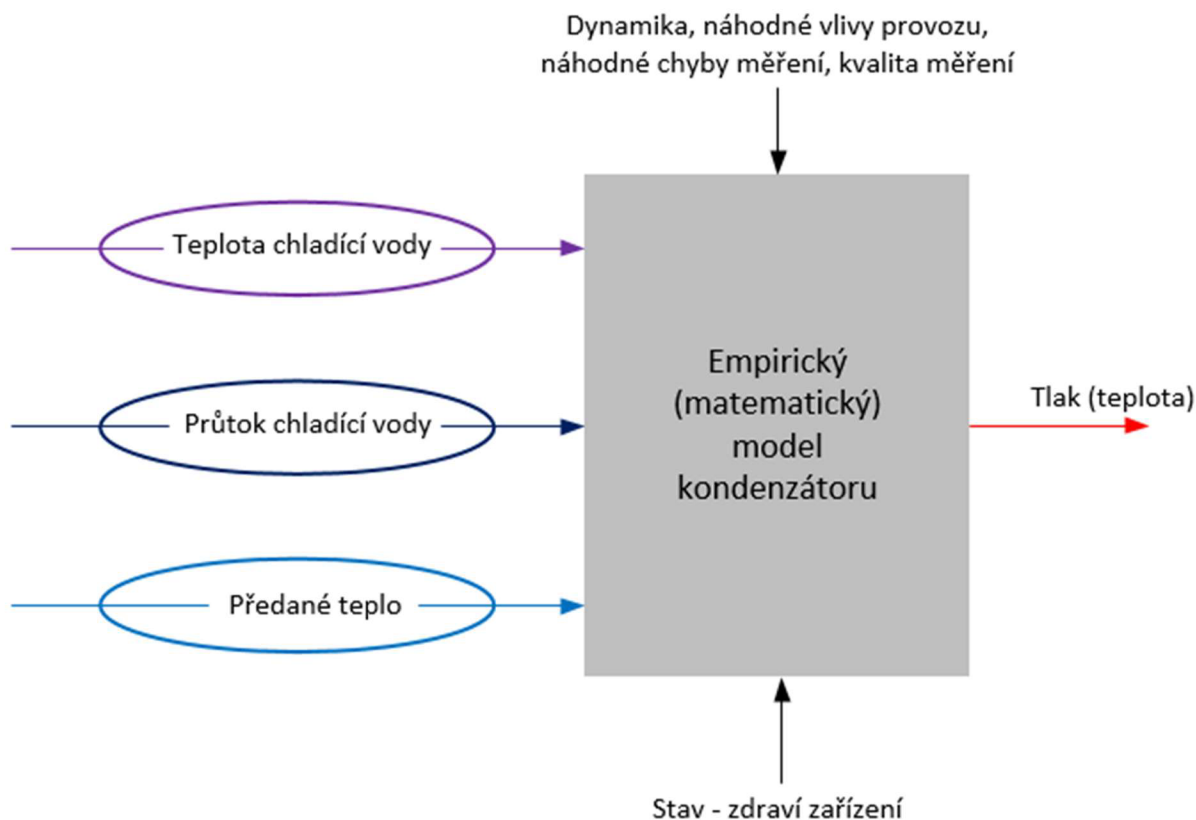 Dynamika, náhodné vlivy provozu,
náhodné chyby měření, kvalita měření
Teplota chladící vody
Průtok chladící vody
Předané teplo
Empirický
(matematický)
model
kondenzátoru
Tlak (teplota)
Stav - zdraví zařízení